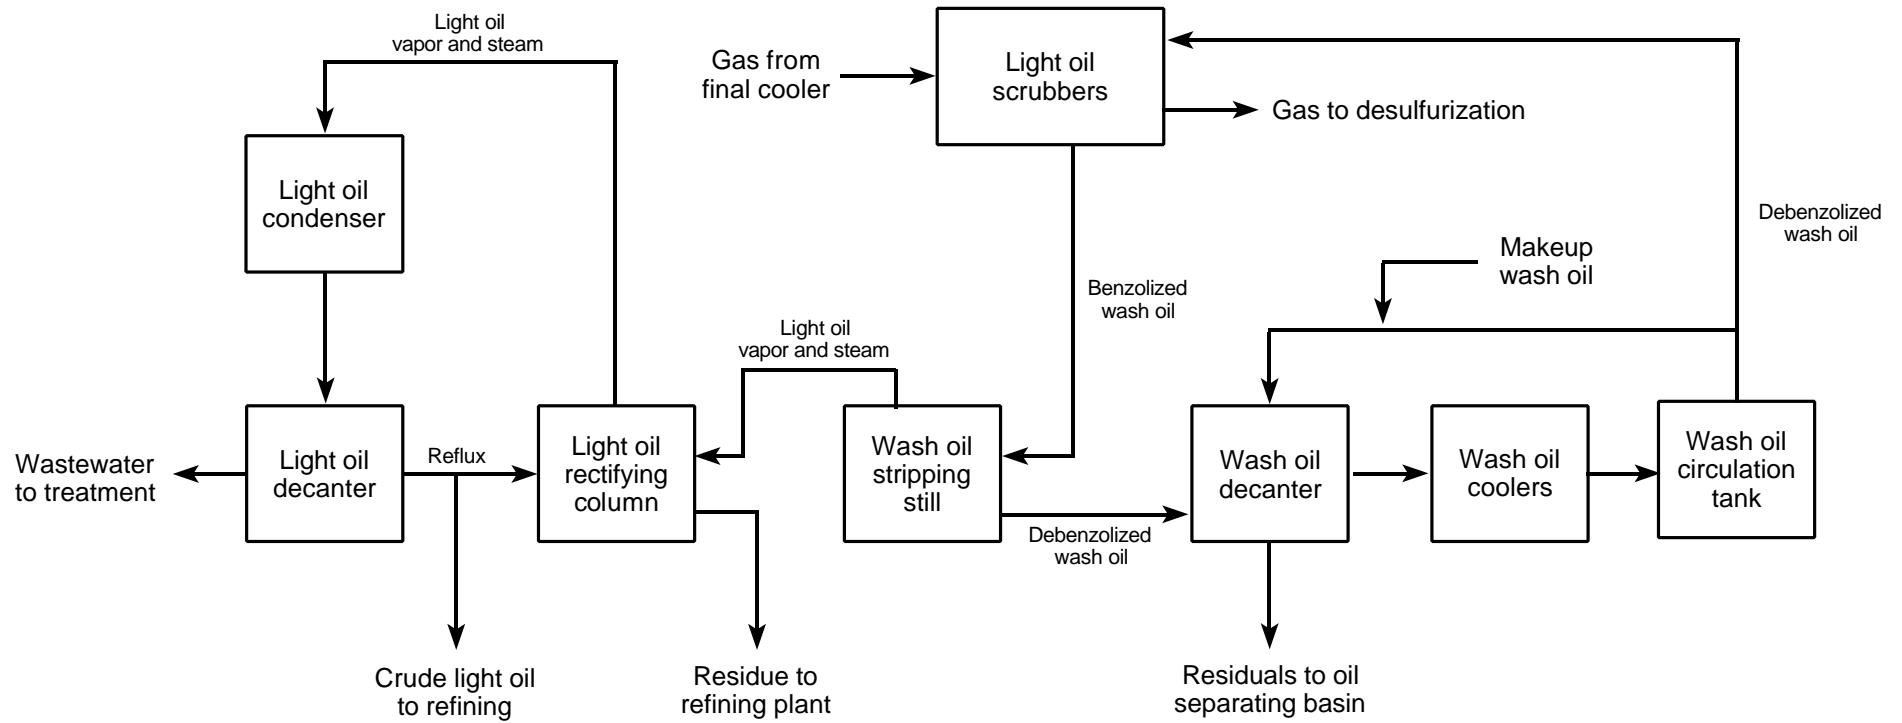 Light oil
vapor and steam
Gas from
final cooler
Light oil
scrubbers
Gas to desulfurization
Light oil
condenser
Debenzolized
wash oil
Makeup
wash oil
Benzolized
wash oil
Light oil
vapor and steam
Wastewater
to treatment
Light oil
decanter
Reflux
Light oil
rectifying
column
Wash oil
stripping
still
Debenzolized
wash oil
Wash oil
decanter
Wash oil
coolers
Wash oil
circulation
tank
Crude light oil
to refining
Residue to
refining plant
Residuals to oil
separating basin